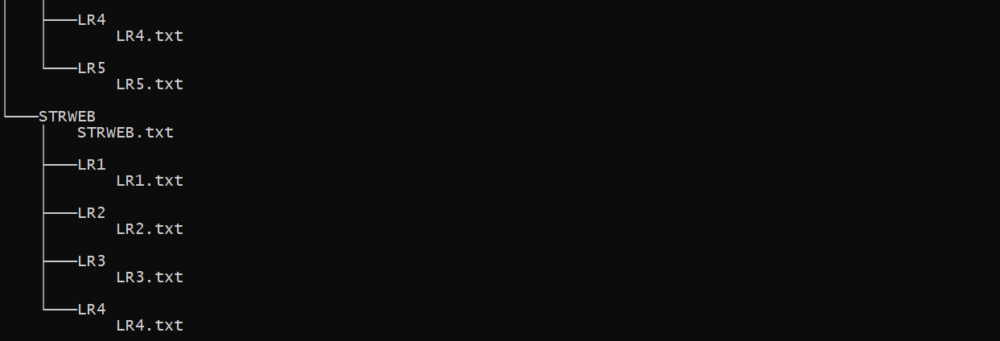 LR4
LR4.txt
LR5
LR5.txt
STRWEB
STRWEB.txt
LR1
LR1.txt
LR2
LR2.txt
LR3
LR3.txt
LR4
LR4.txt